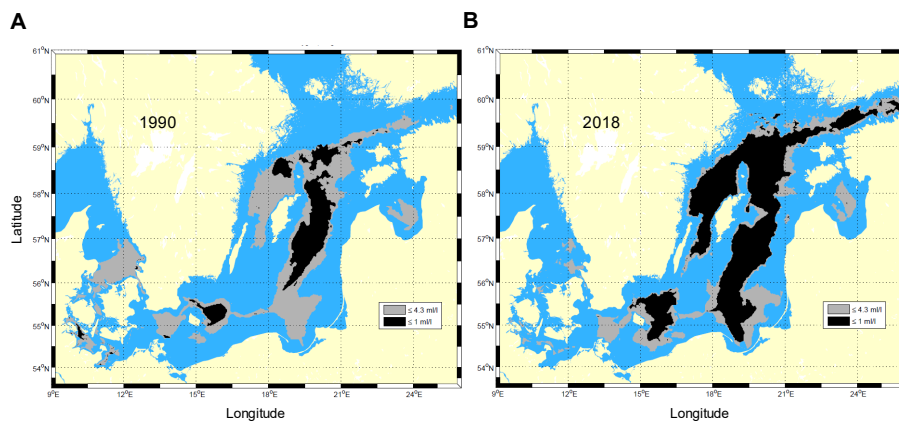 A
B
61°N
60°N
59°N
58°N
57°N
56°N
55°N
54°N
9°E
12°E
15°E
18°E
21°E
24°E
1990
≤ 4.3 ml/l
≤ 1 ml/l
Latitude
Longitude
61°N
60°N
59°N
58°N
57°N
56°N
55°N
54°N
9°E
12°E
15°E
18°E
21°E
24°E
2018
≤ 4.3 ml/l
≤ 1 ml/l
Longitude